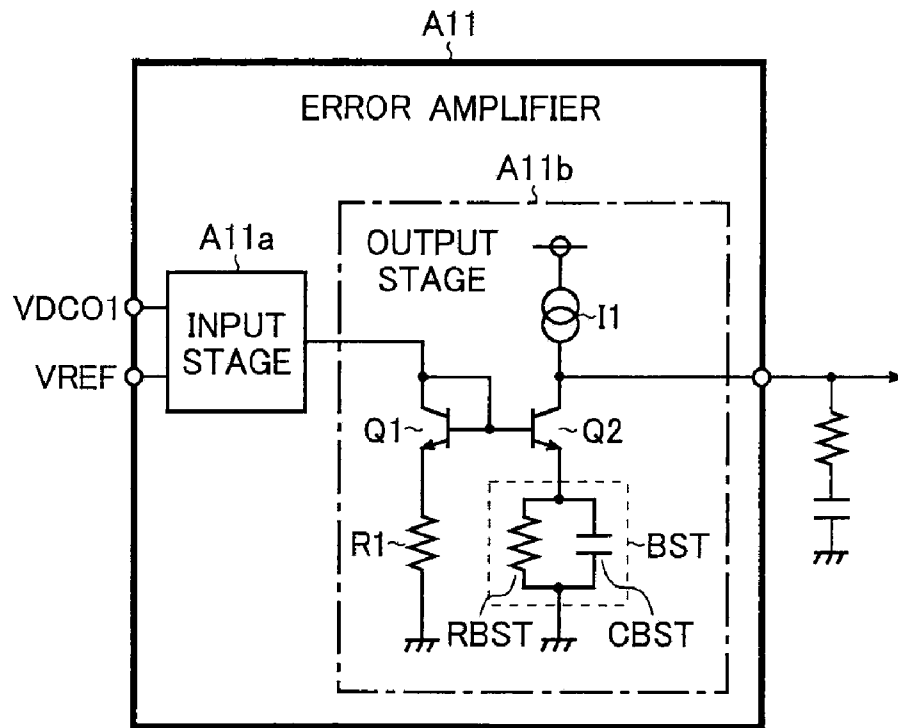 A11
ERROR AMPLIFIER
A11b
A11a
OUTPUT
STAGE
VDCO1
INPUT
STAGE
I1
VREF
Q1
Q2
R1
BST
RBST
CBST